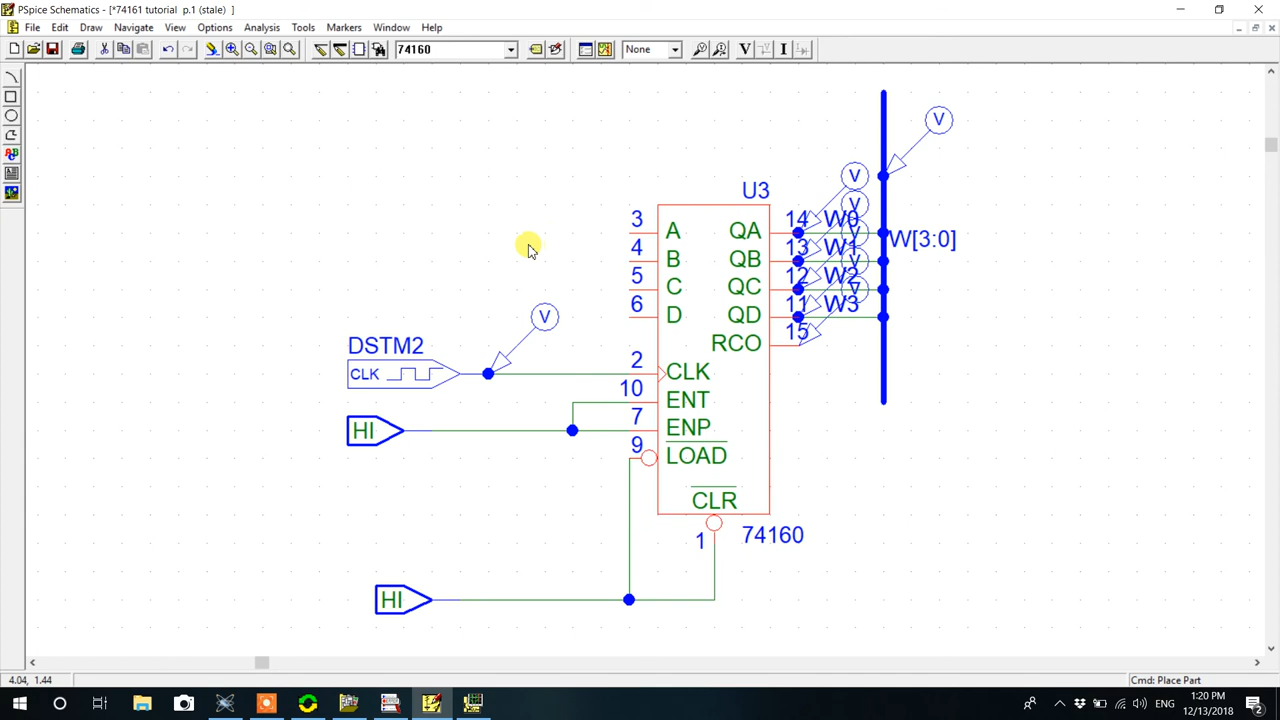 PSpice Schematics - [*74161 tutorial p.1 (stale) ]
File Edit Draw Navigate View Options Analysis Tools Markers Window Help
74160
None
V I
V
V
U3
V
3 A QA 14 W0
V
4 B QB 13 W1
W[3:0]
V
5 C QC 12 W2
V
6 D QD 11 W3
V
RCO 15
DSTM2
CLK
2 CLK
10 ENT
HI
7 ENP
9 LOAD
CLR
1
74160
HI
4.04, 1.44
Cmd: Place Part
ENG
1:20 PM
12/13/2018
2